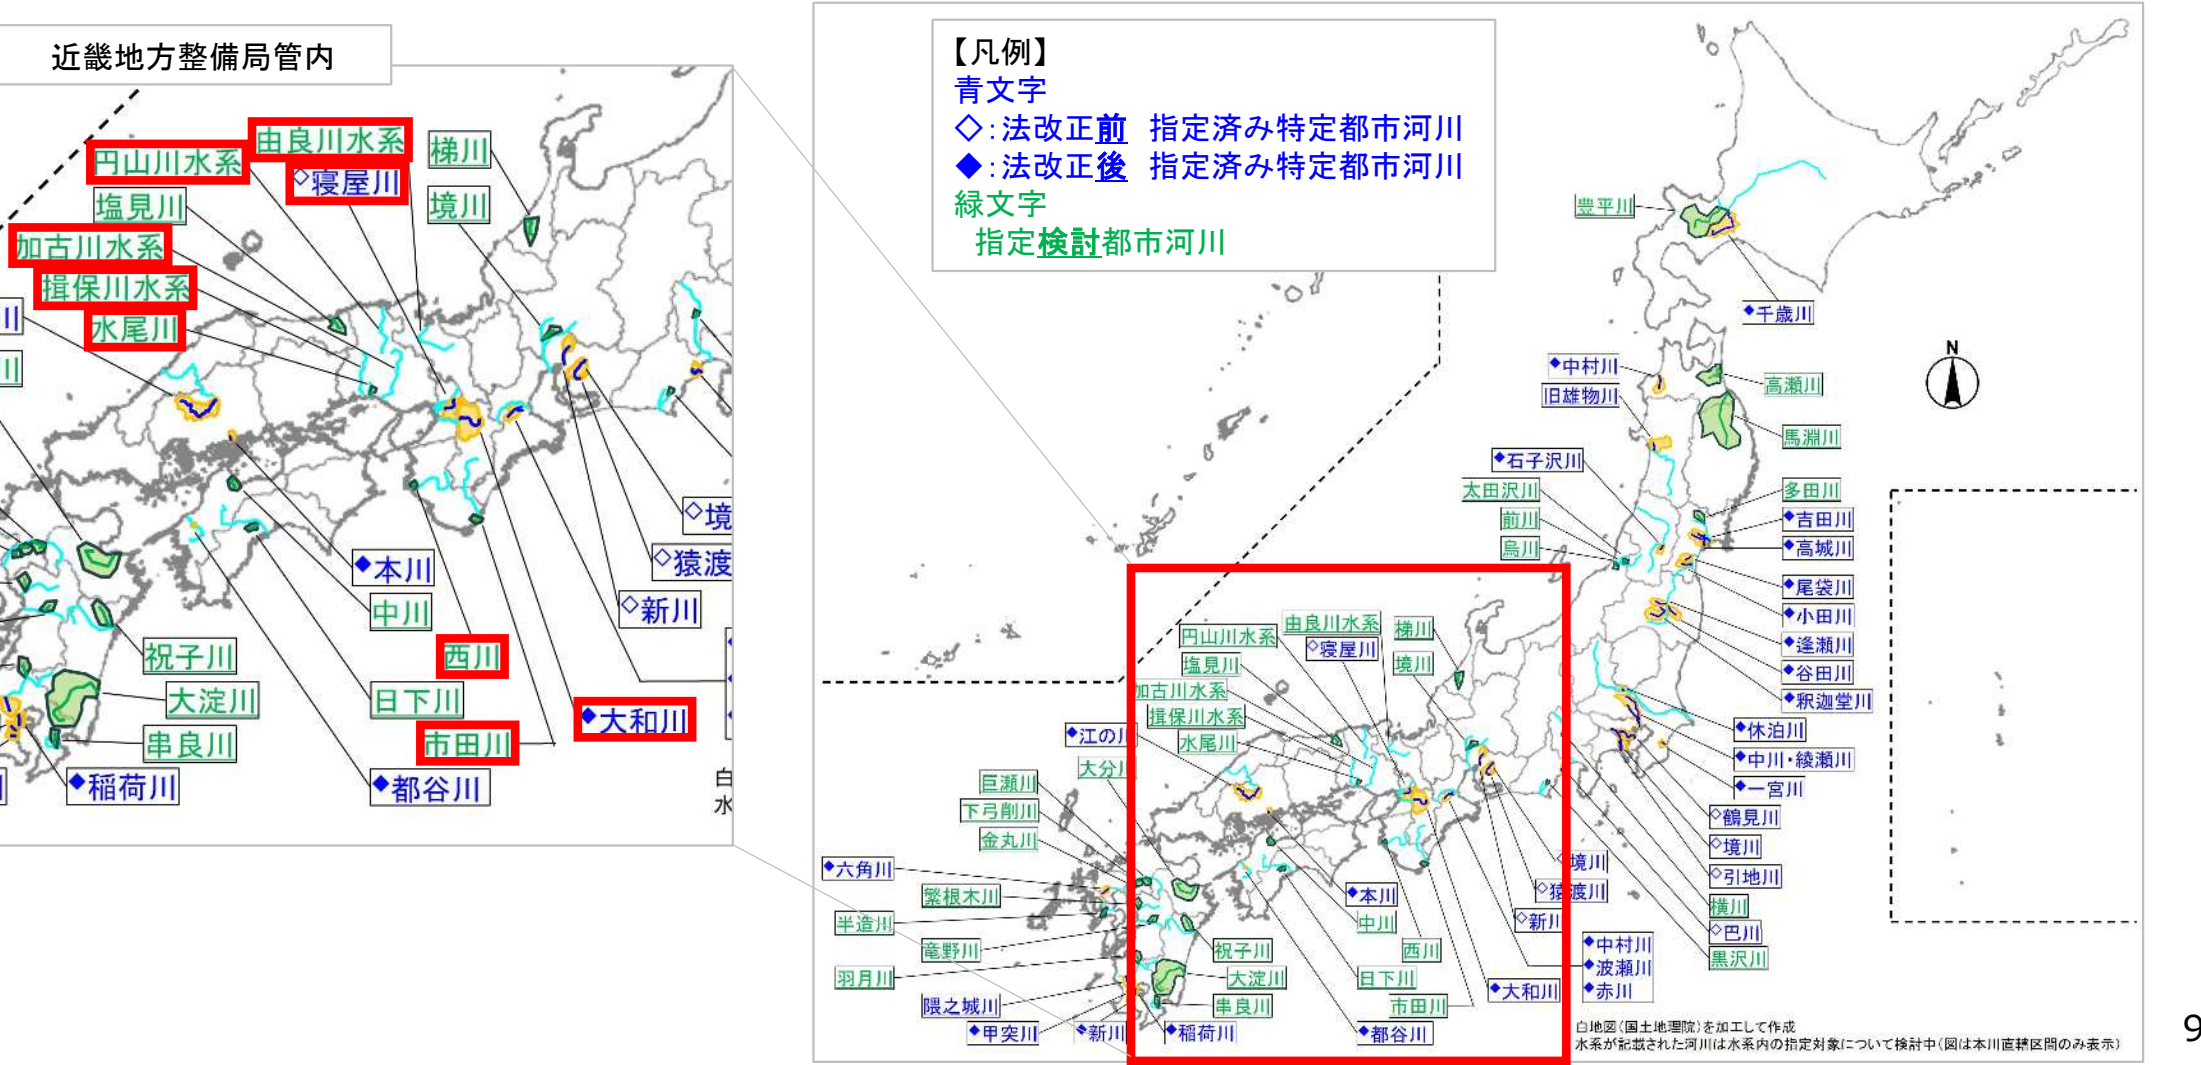 近畿地方整備局管内
円山川水系
由良川水系
◇寝屋川
梯川
塩見川
境川
加古川水系
揖保川水系
水尾川
川
川
◇境
◇猿渡
◇新川
◆本川
中川
西川
祝子川
大淀川
日下川
◆大和川
串良川
市田川
◆稲荷川
◆都谷川
白
水
【凡例】
青文字
◇:法改正前 指定済み特定都市河川
◆:法改正後 指定済み特定都市河川
緑文字
指定検討都市河川
N
豊平川
◆千歳川
◆中村川
旧雄物川
高瀬川
馬淵川
◆石子沢川
太田沢川
前川
烏川
多田川
◆吉田川
◆高城川
◆尾袋川
◆小田川
◆逢瀬川
◆谷田川
◆釈迦堂川
◆休泊川
◆中川・綾瀬川
◆一宮川
◇鶴見川
◇境川
◇引地川
横川
◇巴川
黒沢川
円山川水系
由良川水系
◇寝屋川
梯川
塩見川
境川
加古川水系
揖保川水系
水尾川
◆江の川
大分川
巨瀬川
下弓削川
金丸川
◆六角川
繁根木川
半造川
竜野川
羽月川
隈之城川
◆甲突川
◆新川
◆稲荷川
祝子川
大淀川
串良川
◆本川
中川
西川
日下川
市田川
◆都谷川
◆大和川
◇境川
◇猿渡川
◇新川
◆中村川
◆波瀬川
◆赤川
白地図(国土地理院)を加工して作成
水系が記載された河川は水系内の指定対象について検討中(図は本川直轄区間のみ表示)
9